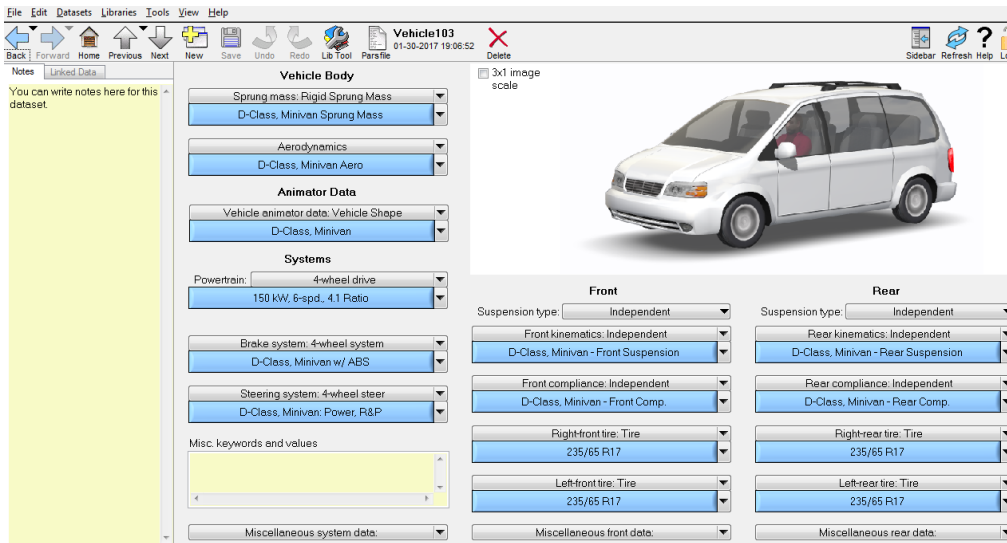 File Edit Datasets Libraries Tools View Help
Vehicle103
01-30-2017 19:06:52
Back Forward Home Previous Next New Save Undo Redo Lib Tool Parsfile Delete Sidebar Refresh Help
Notes Linked Data
You can write notes here for this
dataset.
Vehicle Body
Sprung mass: Rigid Sprung Mass
D-Class, Minivan Sprung Mass
Aerodynamics
D-Class, Minivan Aero
Animator Data
Vehicle animator data: Vehicle Shape
D-Class, Minivan
Systems
Powertrain: 4-wheel drive
150 kW, 6-spd., 4.1 Ratio
Brake system: 4-wheel system
D-Class, Minivan w/ ABS
Steering system: 4-wheel steer
D-Class, Minivan: Power, R&P
Misc. keywords and values
Miscellaneous system data:
3x1 image
scale
Front
Suspension type: Independent
Front kinematics: Independent
D-Class, Minivan - Front Suspension
Front compliance: Independent
D-Class, Minivan - Front Comp.
Right-front tire: Tire
235/65 R17
Left-front tire: Tire
235/65 R17
Miscellaneous front data:
Rear
Suspension type: Independent
Rear kinematics: Independent
D-Class, Minivan - Rear Suspension
Rear compliance: Independent
D-Class, Minivan - Rear Comp.
Right-rear tire: Tire
235/65 R17
Left-rear tire: Tire
235/65 R17
Miscellaneous rear data: